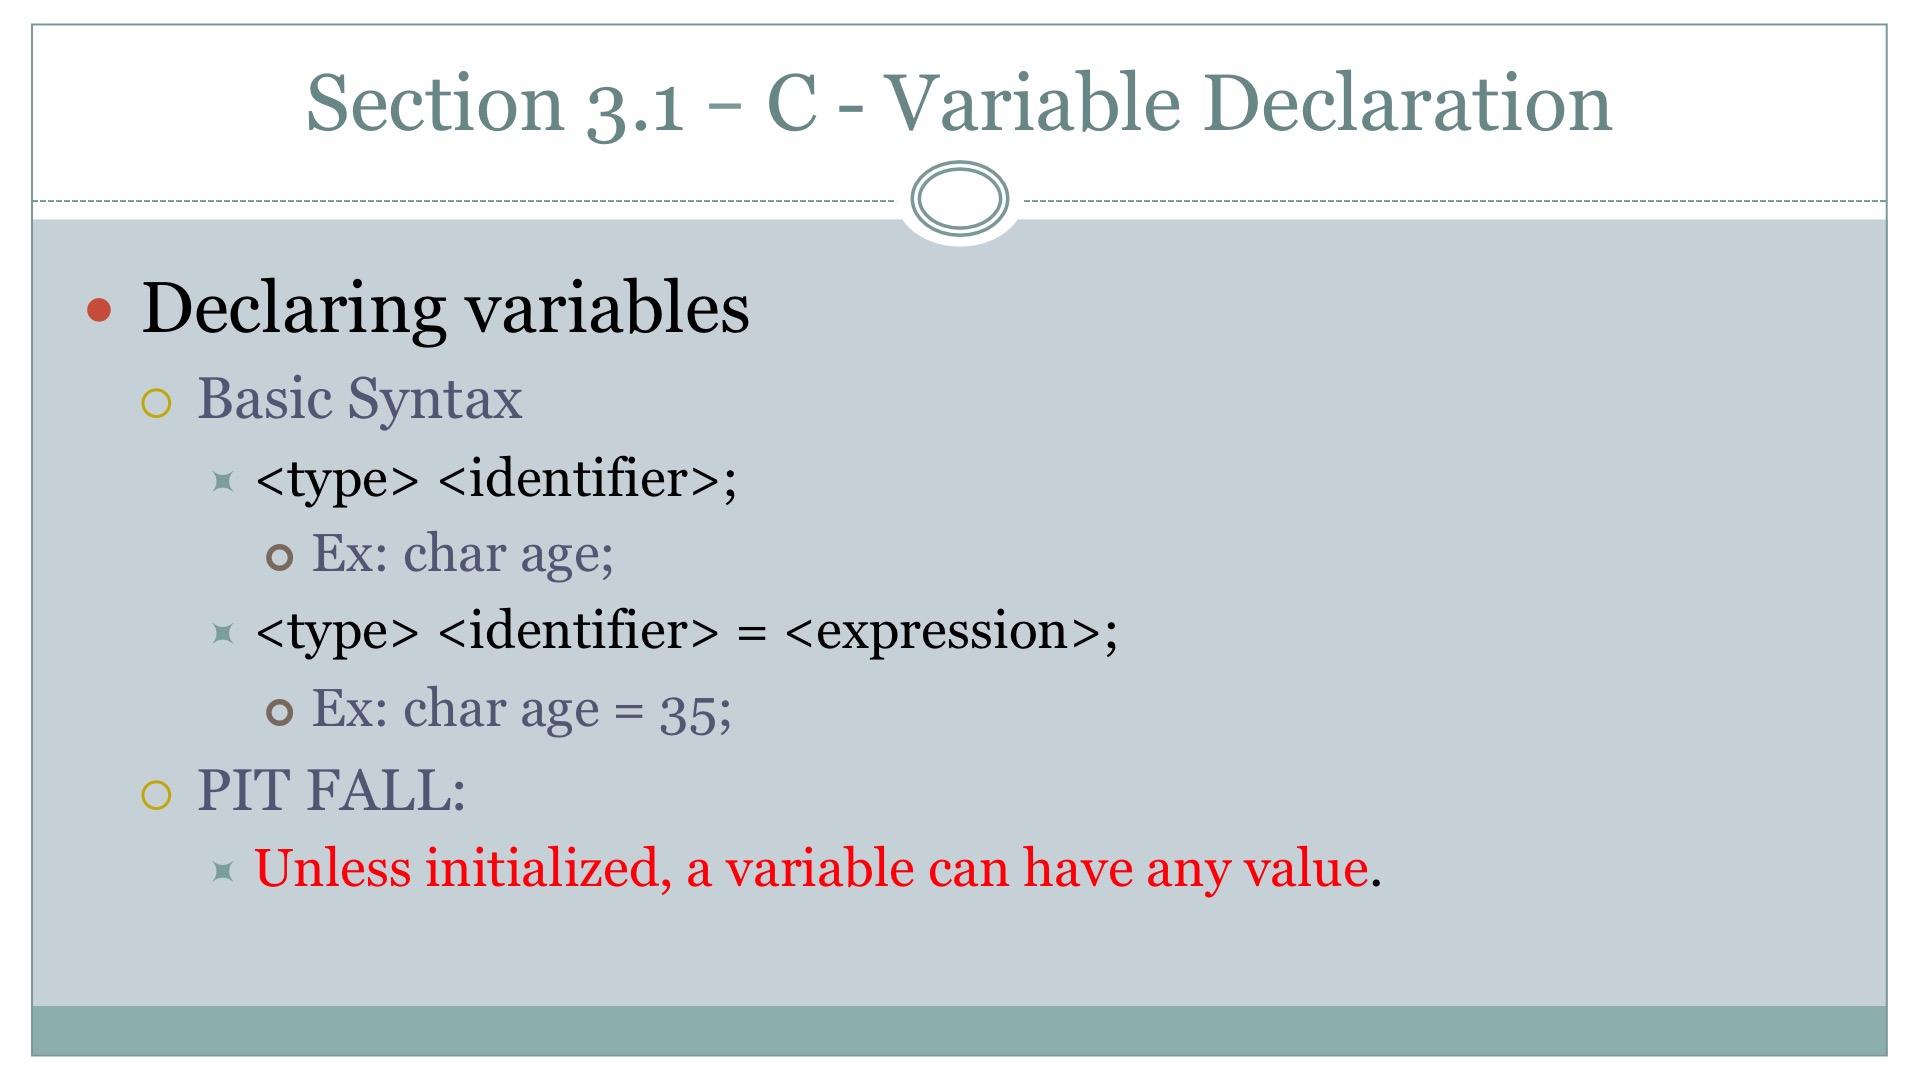 Section 3.1 – C - Variable Declaration
Declaring variables
Basic Syntax
<type> <identifier>;
Ex: char age;
<type> <identifier> = <expression>;
Ex: char age = 35;
PIT FALL:
Unless initialized, a variable can have any value.